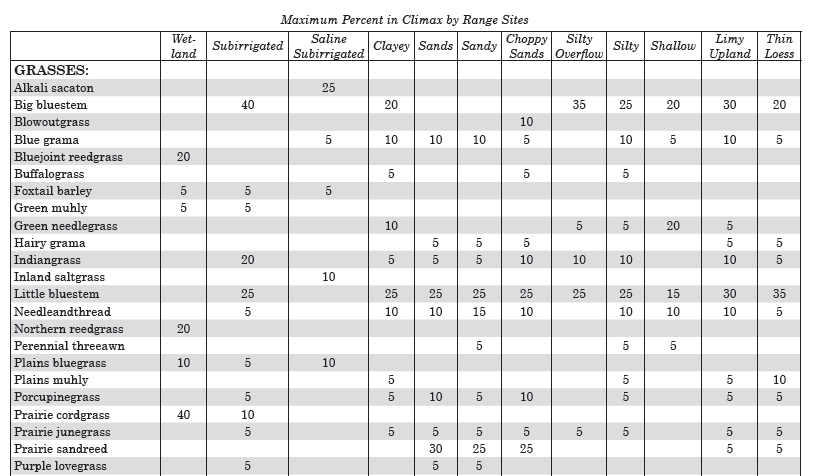 Maximum Percent in Climax by Range Sites
Wet-land Subirrigated Saline Subirrigated Clayey Sands Sandy Choppy Sands Silty Overflow Silty Shallow Limy Upland Thin Loess
GRASSES:
Alkali sacaton 25
Big bluestem 40 20 35 25 20 30 20
Blowoutgrass 10
Blue grama 5 10 10 10 5 10 5 10 5
Bluejoint reedgrass 20
Buffalograss 5 5 5
Foxtail barley 5 5 5
Green muhly 5 5
Green needlegrass 10 5 5 20 5
Hairy grama 5 5 5 5 5
Indiangrass 20 5 5 5 10 10 10 10 5
Inland saltgrass 10
Little bluestem 25 25 25 25 25 25 25 15 30 35
Needleandthread 5 10 10 15 10 10 10 10 5
Northern reedgrass 20
Perennial threeawn 5 5 5
Plains bluegrass 10 5 10
Plains muhly 5 5 5 10
Porcupinegrass 5 5 10 5 10 5 5 5
Prairie cordgrass 40 10
Prairie junegrass 5 5 5 5 5 5 5 5 5
Prairie sandreed 30 25 25 5 5
Purple lovegrass 5 5 5